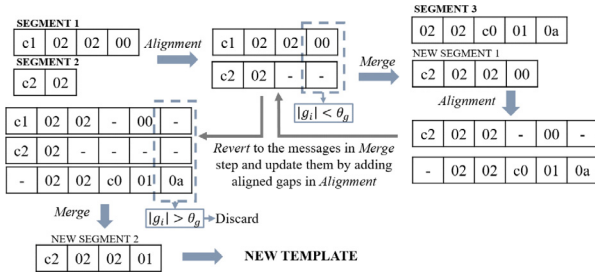 SEGMENT 1
c1 02 02 00
SEGMENT 2
c2 02
Alignment
c1 02 02 00
c2 02 - -
|g_i| < θ_g
Merge
SEGMENT 3
02 02 c0 01 0a
NEW SEGMENT 1
c2 02 02 00
Alignment
c2 02 02 - 00 -
- 02 02 c0 01 0a
Revert to the messages in Merge
step and update them by adding
aligned gaps in Alignment
c1 02 02 - 00 -
c2 02 - - - -
- 02 02 c0 01 0a
Merge
|g_i| > θ_g Discard
NEW SEGMENT 2
c2 02 02 01
NEW TEMPLATE